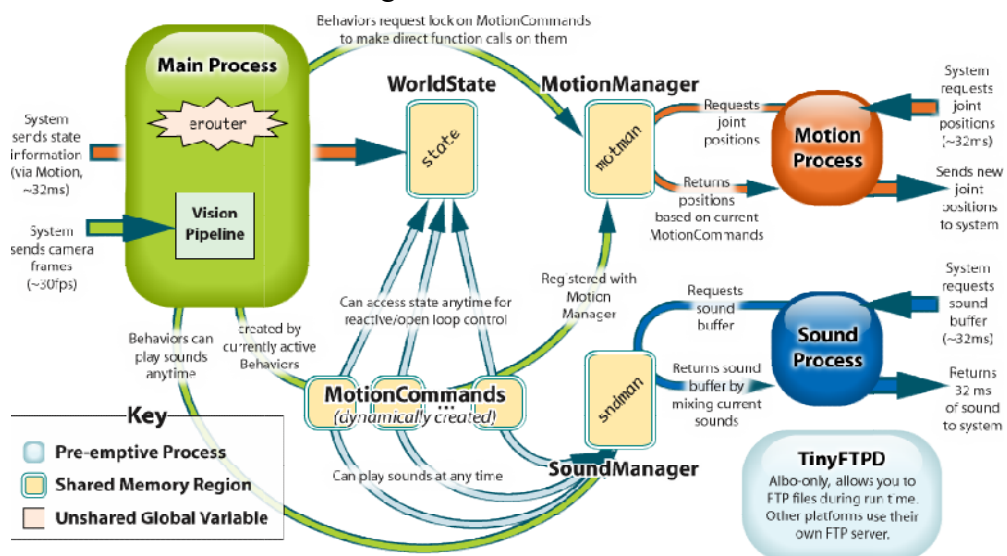 Behaviors request lock on MotionCommands
to make direct function calls on them
Main Process
erouter
Vision
Pipeline
System
sends state
information
(via Motion,
~32ms)
System
sends camera
frames
(~30fps)
WorldState
state
MotionManager
motman
Requests
joint
positions
Returns
positions
based on current
MotionCommands
Motion
Process
System
requests
joint
positions
(~32ms)
Sends new
joint
positions
to system
Can access state anytime for
reactive/open loop control
Registered with
Motion
Manager
Behaviors can
play sounds
anytime
created by
currently active
Behaviors
MotionCommands
...
(dynamically created)
Can play sounds at any time
sndman
SoundManager
Requests
sound
buffer
Returns sound
buffer by
mixing current
sounds
Sound
Process
System
requests
sound
buffer
(~32ms)
Returns
32 ms
of sound
to system
Key
Pre-emptive Process
Shared Memory Region
Unshared Global Variable
TinyFTPD
Aibo-only, allows you to
FTP files during run time.
Other platforms use their
own FTP server.